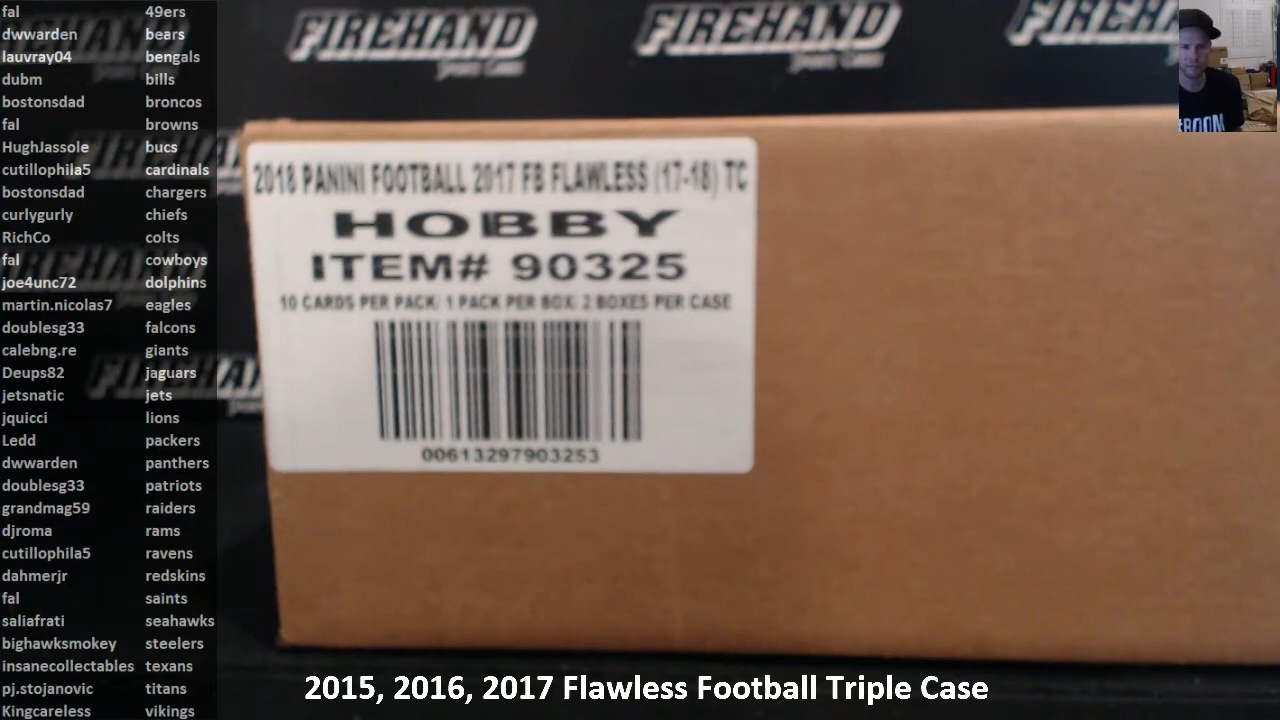 fal 49ers
dwwarden bears
lauvray04 bengals
dubm bills
bostonsdad broncos
fal browns
HughJassole bucs
cutillophila5 cardinals
bostonsdad chargers
curlygurly chiefs
RichCo colts
fal cowboys
joe4unc72 dolphins
martin.nicolas7 eagles
doublesg33 falcons
calebng.re giants
Deups82 jaguars
jetsnatic jets
jquicci lions
Ledd packers
dwwarden panthers
doublesg33 patriots
grandmag59 raiders
djroma rams
cutillophila5 ravens
dahmerjr redskins
fal saints
saliafrati seahawks
bighawksmokey steelers
insanecollectables texans
pj.stojanovic titans
Kingcareless vikings
FIREHAND FIREHAND FIREHAND
2018 PANINI FOOTBALL 2017 FB FLAWLESS (17-18) TC
HOBBY
ITEM# 90325
10 CARDS PER PACK 1 PACK PER BOX 2 BOXES PER CASE
00613297903253
2015, 2016, 2017 Flawless Football Triple Case